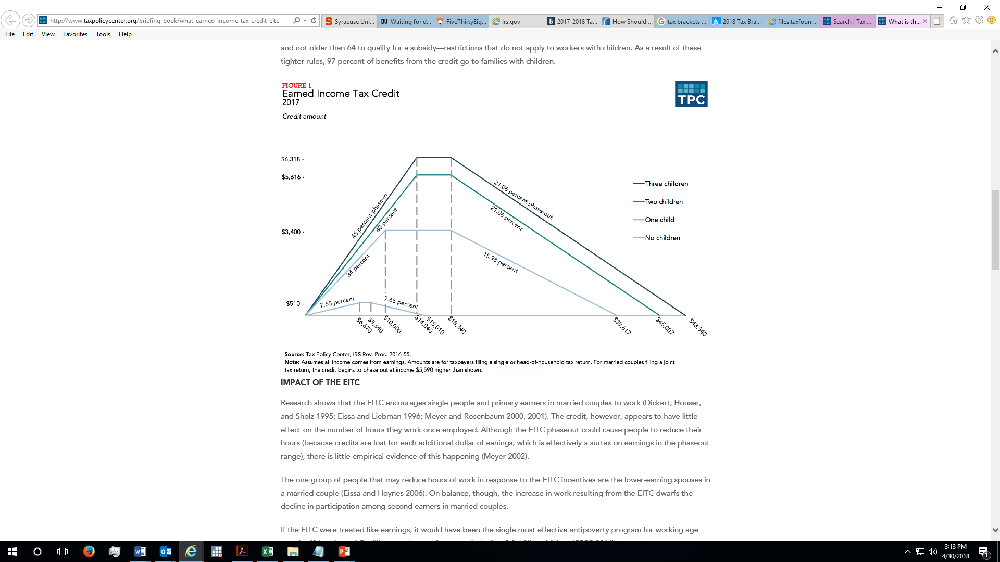 http://www.taxpolicycenter.org/briefing-book/what-earned-income-tax-credit-eitc
Syracuse Uni...
DU Waiting for d...
FiveThirtyEig...
irs.gov
B 2017-2018 Ta...
How Should ...
tax brackets ...
2018 Tax Bra...
files.taxfoun...
Search | Tax ...
What is th...
File Edit View Favorites Tools Help
and not older than 64 to qualify for a subsidy—restrictions that do not apply to workers with children. As a result of these
tighter rules, 97 percent of benefits from the credit go to families with children.
FIGURE 1
Earned Income Tax Credit
2017
TPC
Credit amount
$6,318 -
$5,616 -
$3,400 -
$510 -
45 percent phase-in
40 percent
34 percent
7.65 percent
7.65 percent
21.06 percent phase-out
21.06 percent
15.98 percent
Three children
Two children
One child
No children
$6,670
$8,340
$10,000
$14,040
$15,010
$18,340
$39,617
$45,007
$48,340
Source: Tax Policy Center, IRS Rev. Proc. 2016-55.
Note: Assumes all income comes from earnings. Amounts are for taxpayers filing a single or head-of-household tax return. For married couples filing a joint
tax return, the credit begins to phase out at income $5,590 higher than shown.
IMPACT OF THE EITC
Research shows that the EITC encourages single people and primary earners in married couples to work (Dickert, Houser,
and Sholz 1995; Eissa and Liebman 1996; Meyer and Rosenbaum 2000, 2001). The credit, however, appears to have little
effect on the number of hours they work once employed. Although the EITC phaseout could cause people to reduce their
hours (because credits are lost for each additional dollar of eanings, which is effectively a surtax on earnings in the phaseout
range), there is little empirical evidence of this happening (Meyer 2002).
The one group of people that may reduce hours of work in response to the EITC incentives are the lower-earning spouses in
a married couple (Eissa and Hoynes 2006). On balance, though, the increase in work resulting from the EITC dwarfs the
decline in participation among second earners in married couples.
If the EITC were treated like earnings, it would have been the single most effective antipoverty program for working age
3:13 PM
4/30/2018
1